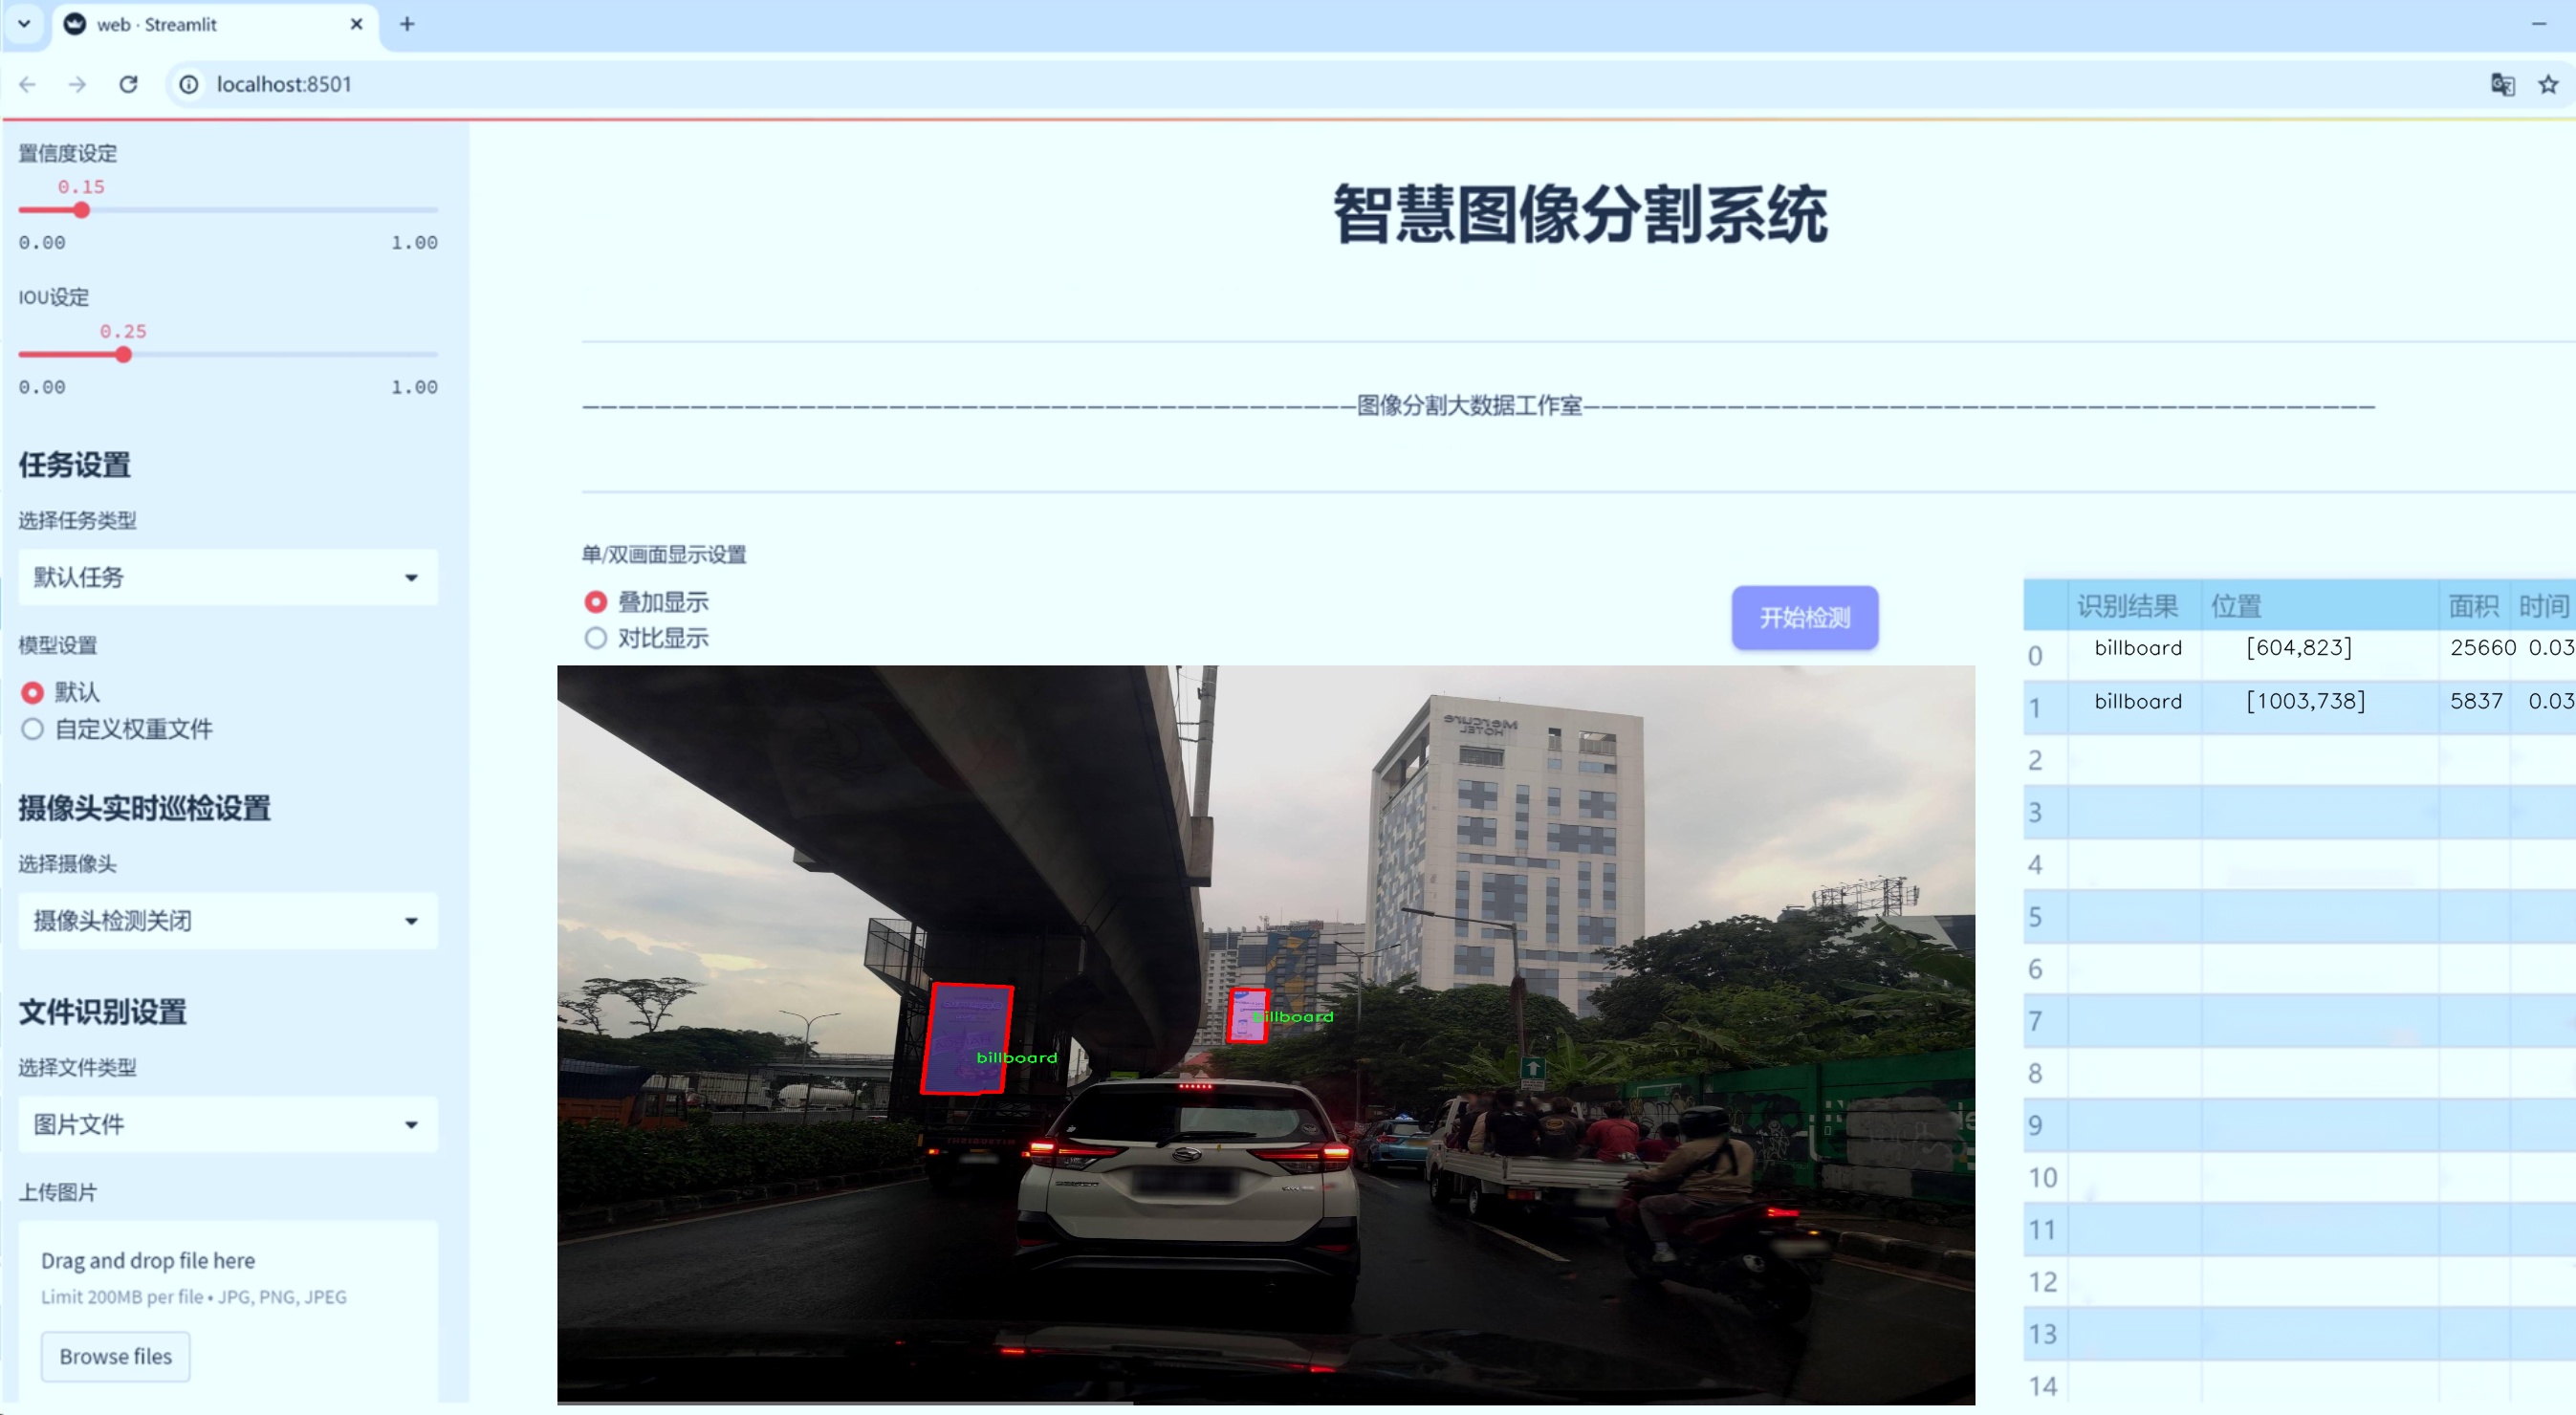 web · Streamlit
localhost:8501
置信度设定
0.15
0.00 1.00
IOU设定
0.25
0.00 1.00
任务设置
选择任务类型
默认任务
模型设置
默认
自定义权重文件
摄像头实时巡检设置
选择摄像头
摄像头检测关闭
文件识别设置
选择文件类型
图片文件
上传图片
Drag and drop file here
Limit 200MB per file • JPG, PNG, JPEG
Browse files
智慧图像分割系统
———————————————————————————————————————————图像分割大数据工作室————————————————————————————————————————————
单/双画面显示设置
叠加显示
对比显示
开始检测
Mercure
HOTEL
billboard
billboard
识别结果 位置 面积 时间
0 billboard [604,823] 25660 0.03
1 billboard [1003,738] 5837 0.03
2
3
4
5
6
7
8
9
10
11
12
13
14